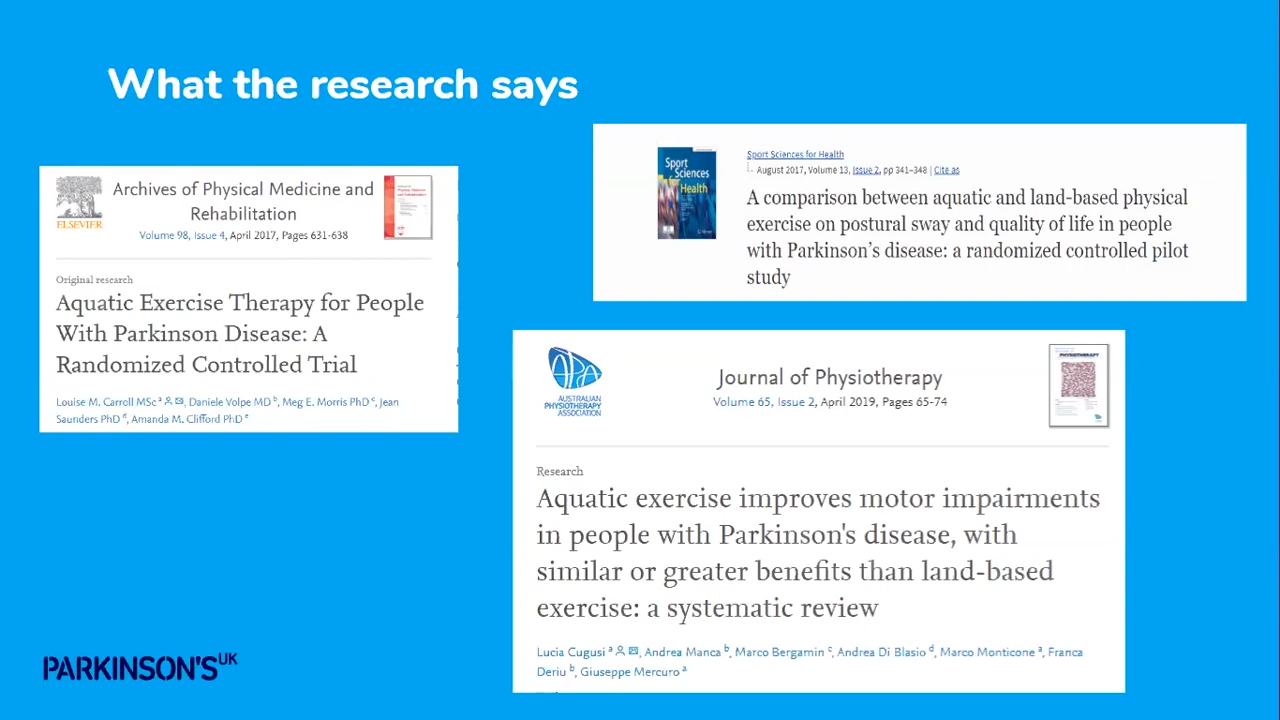 What the research says
ELSEVIER
Archives of Physical Medicine and
Rehabilitation
Volume 98, Issue 4, April 2017, Pages 631-638
Original research
Aquatic Exercise Therapy for People
With Parkinson Disease: A
Randomized Controlled Trial
Louise M. Carroll MSc a, Daniele Volpe MD b, Meg E. Morris PhD c, Jean
Saunders PhD d, Amanda M. Clifford PhD e
Sport
Sciences
for Health
Sport Sciences for Health
August 2017, Volume 13, Issue 2, pp 341–348 | Cite as
A comparison between aquatic and land-based physical
exercise on postural sway and quality of life in people
with Parkinson's disease: a randomized controlled pilot
study
APA
AUSTRALIAN
PHYSIOTHERAPY
ASSOCIATION
Journal of Physiotherapy
Volume 65, Issue 2, April 2019, Pages 65-74
PHYSIOTHERAPY
Research
Aquatic exercise improves motor impairments
in people with Parkinson's disease, with
similar or greater benefits than land-based
exercise: a systematic review
Lucia Cugusi a, Andrea Manca b, Marco Bergamin c, Andrea Di Blasio d, Marco Monticone a, Franca
Deriu b, Giuseppe Mercuro a
PARKINSON'S UK